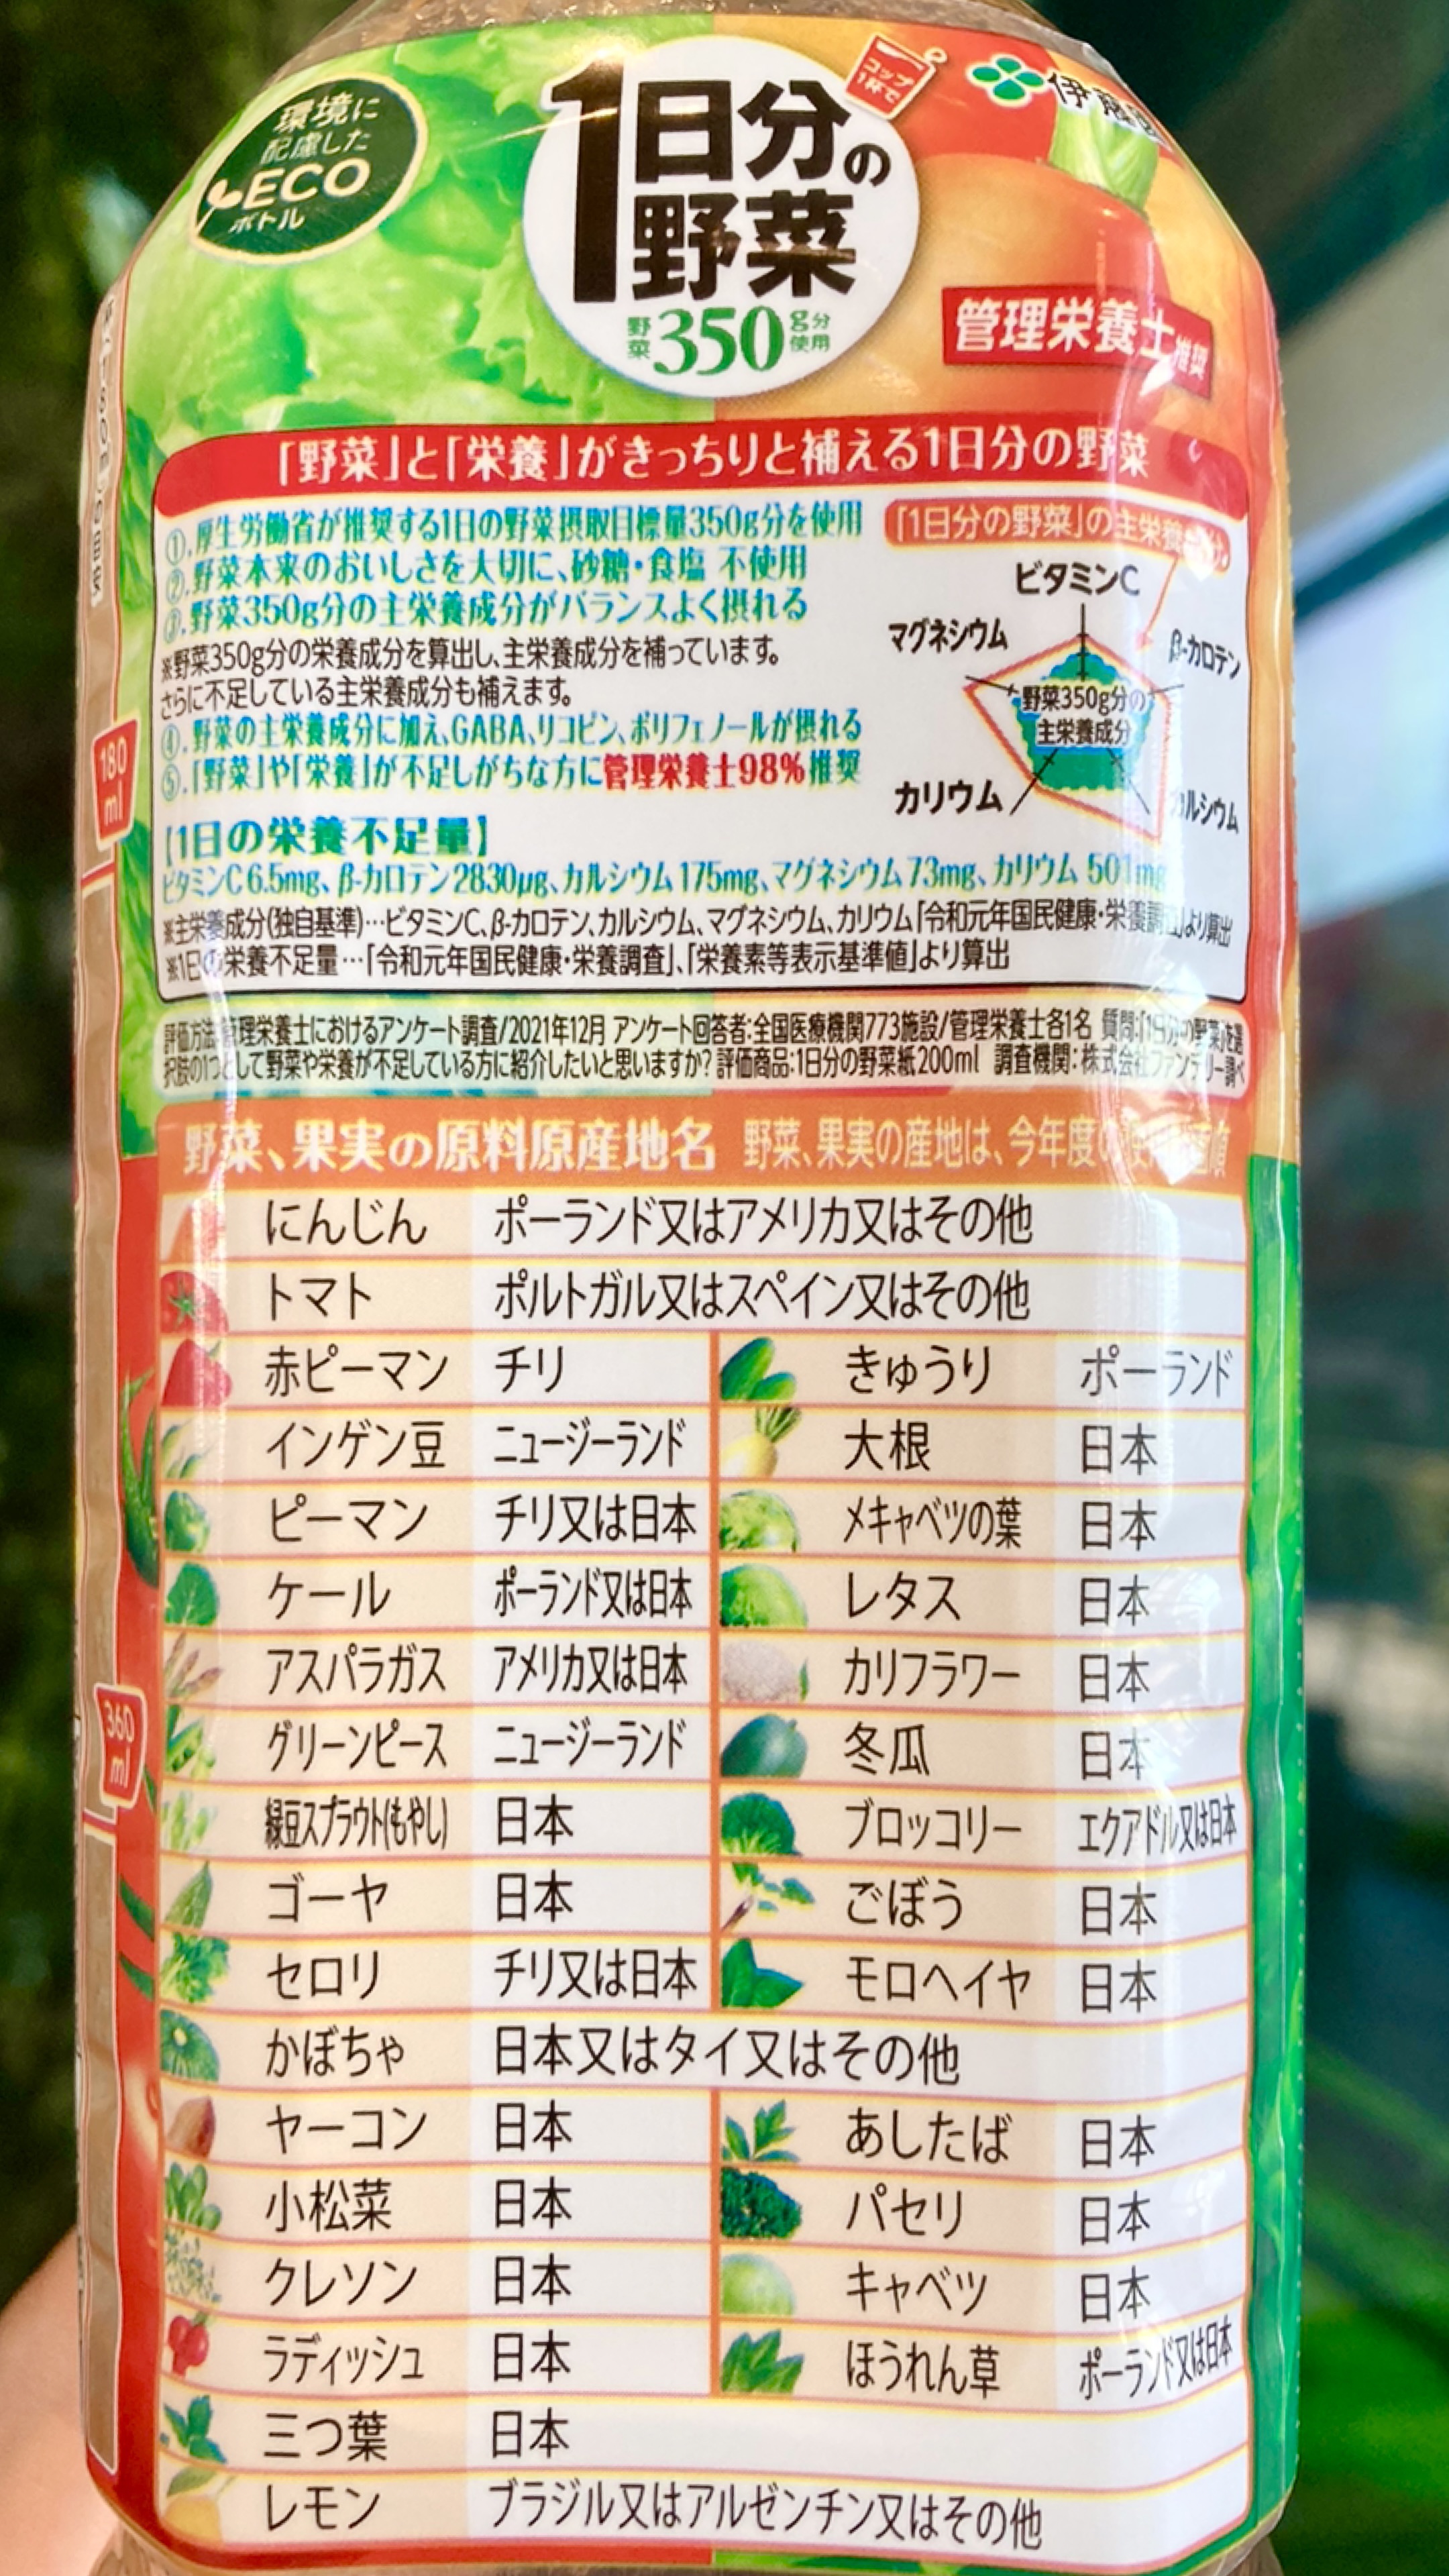 環境に
配慮した
ECO
ボトル
コップ
1杯で
1日分の
野菜
野菜350g分使用
管理栄養士推奨
「野菜」と「栄養」がきっちりと補える1日分の野菜
①.厚生労働省が推奨する1日の野菜摂取目標量350g分を使用
②.野菜本来のおいしさを大切に、砂糖・食塩 不使用
③.野菜350g分の主栄養成分がバランスよく摂れる
※野菜350g分の栄養成分を算出し、主栄養成分を補っています。
さらに不足している主栄養成分も補えます。
④.野菜の主栄養成分に加え、GABA、リコピン、ポリフェノールが摂れる
⑤.「野菜」や「栄養」が不足しがちな方に管理栄養士98%推奨
「1日分の野菜」の主栄養
ビタミンC
マグネシウム
β-カロテン
野菜350g分の
主栄養成分
カリウム
カルシウム
【1日の栄養不足量】
ビタミンC 6.5mg、β-カロテン2830μg、カルシウム175mg、マグネシウム73mg、カリウム 501mg
※主栄養成分(独自基準)…ビタミンC、β-カロテン、カルシウム、マグネシウム、カリウム「令和元年国民健康・栄養調査」より算出
※1日の栄養不足量…「令和元年国民健康・栄養調査」、「栄養素等表示基準値」より算出
評価方法:管理栄養士におけるアンケート調査/2021年12月 アンケート回答者:全国医療機関773施設/管理栄養士各1名 質問:「1日分の野菜」を選
択肢の1つとして野菜や栄養が不足している方に紹介したいと思いますか? 評価商品:1日分の野菜紙200ml 調査機関:株式会社ファンデリー調べ
180
ml
360
ml
野菜、果実の原料原産地名 野菜、果実の産地は、今年度の
にんじん ポーランド又はアメリカ又はその他
トマト ポルトガル又はスペイン又はその他
赤ピーマン チリ きゅうり ポーランド
インゲン豆 ニュージーランド 大根 日本
ピーマン チリ又は日本 メキャベツの葉 日本
ケール ポーランド又は日本 レタス 日本
アスパラガス アメリカ又は日本 カリフラワー 日本
グリーンピース ニュージーランド 冬瓜 日本
緑豆スプラウト(もやし) 日本 ブロッコリー エクアドル又は日本
ゴーヤ 日本 ごぼう 日本
セロリ チリ又は日本 モロヘイヤ 日本
かぼちゃ 日本又はタイ又はその他
ヤーコン 日本 あしたば 日本
小松菜 日本 パセリ 日本
クレソン 日本 キャベツ 日本
ラディッシュ 日本 ほうれん草 ポーランド又は日本
三つ葉 日本
レモン ブラジル又はアルゼンチン又はその他